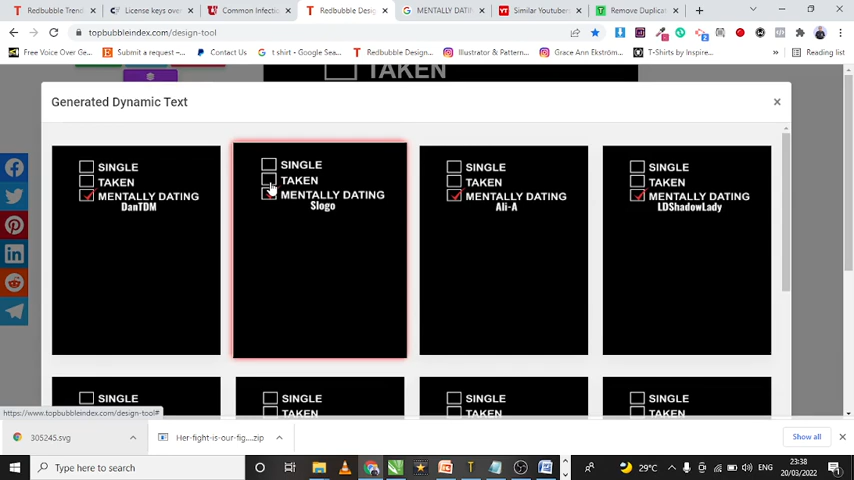 Redbubble Tren
License keys ove
Common Infectio
Redbubble Desi
MENTALLY DATIN
Similar Youtubers
Remove Duplicat
topbubbleindex.com/design-tool
Free Voice Over Ge...
Submit a request –...
Contact Us
t shirt - Google Sea...
Redbubble Design...
Illustrator & Pattern...
Grace Ann Ekström...
T-Shirts by Inspire...
Reading list
TAKEN
Generated Dynamic Text
×
SINGLE
TAKEN
MENTALLY DATING
DanTDM
SINGLE
TAKEN
MENTALLY DATING
Slogo
SINGLE
TAKEN
MENTALLY DATING
Ali-A
SINGLE
TAKEN
MENTALLY DATING
LDShadowLady
SINGLE
TAKEN
SINGLE
TAKEN
SINGLE
TAKEN
SINGLE
TAKEN
https://www.topbubbleindex.com/design-tool#
305245.svg
Her-fight-is-our-fig....zip
Show all
Type here to search
29°C
ENG
23:38
20/03/2022